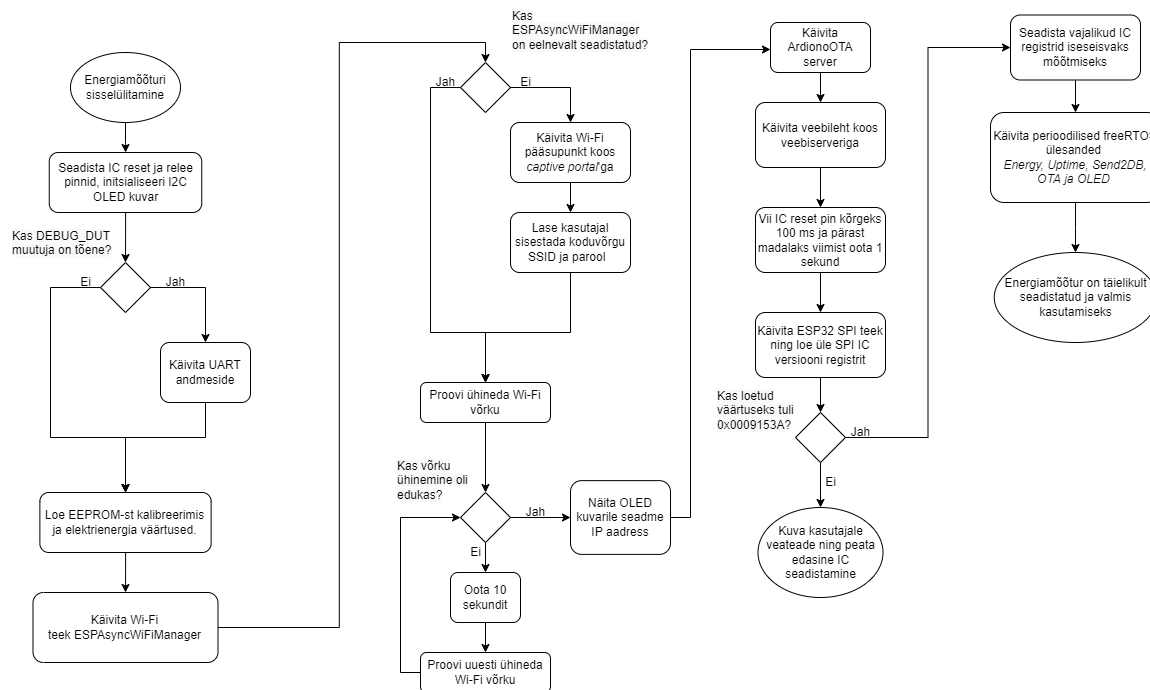 Energiamõõturi
sisselülitamine
Seadista IC reset ja relee
pinnid, initsialiseeri I2C
OLED kuvar
Kas DEBUG_DUT
muutuja on tõene?
Ei
Jah
Käivita UART
andmeside
Loe EEPROM-st kalibreerimis
ja elektrienergia väärtused.
Käivita Wi-Fi
teek ESPAsyncWiFiManager
Kas
ESPAsyncWiFiManager
on eelnevalt seadistatud?
Jah
Ei
Käivita Wi-Fi
pääsupunkt koos
captive portal'ga
Lase kasutajal
sisestada koduvõrgu
SSID ja parool
Proovi ühineda Wi-Fi
võrku
Kas võrku
ühinemine oli
edukas?
Jah
Ei
Oota 10
sekundit
Proovi uuesti ühineda
Wi-Fi võrku
Näita OLED
kuvarile seadme
IP aadress
Käivita
ArdionoOTA
server
Käivita veebileht koos
veebiserveriga
Vii IC reset pin kõrgeks
100 ms ja pärast
madalaks viimist oota 1
sekund
Käivita ESP32 SPI teek
ning loe üle SPI IC
versiooni registrit
Kas loetud
väärtuseks tuli
0x0009153A?
Jah
Ei
Kuva kasutajale
veateade ning peata
edasine IC
seadistamine
Seadista vajalikud IC
registrid iseseisvaks
mõõtmiseks
Käivita perioodilised freeRTOS
ülesanded
Energy, Uptime, Send2DB,
OTA ja OLED
Energiamõõtur on täielikult
seadistatud ja valmis
kasutamiseks